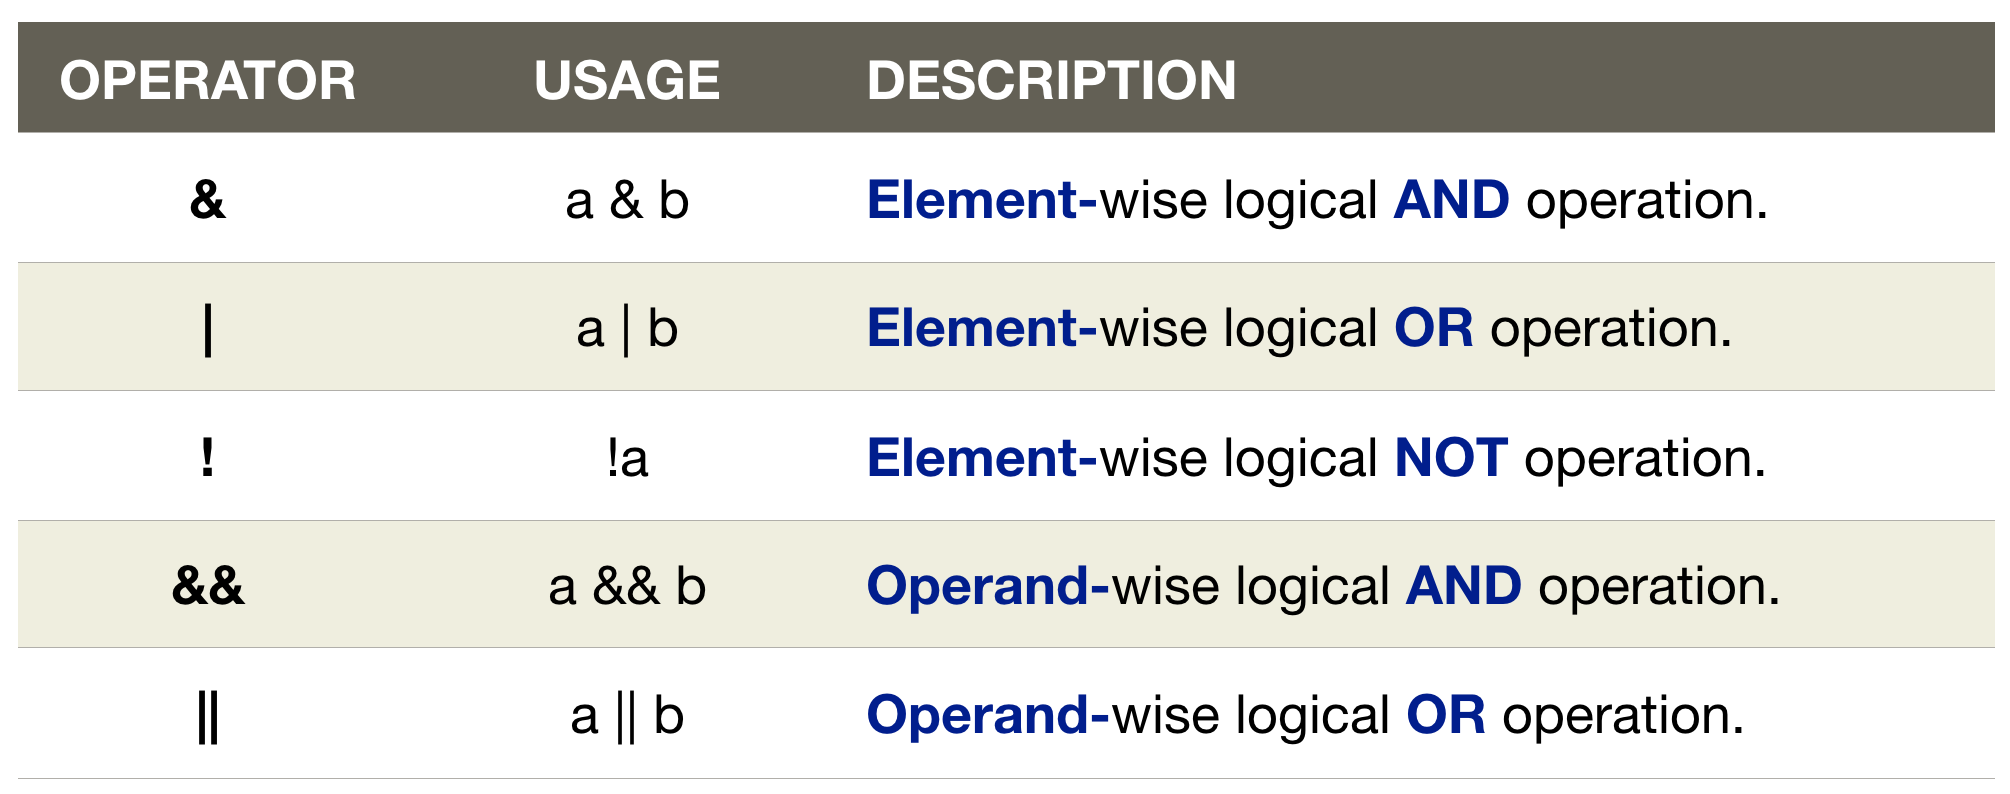 OPERATOR USAGE DESCRIPTION
& a & b Element-wise logical AND operation.
| a | b Element-wise logical OR operation.
! !a Element-wise logical NOT operation.
&& a && b Operand-wise logical AND operation.
|| a || b Operand-wise logical OR operation.